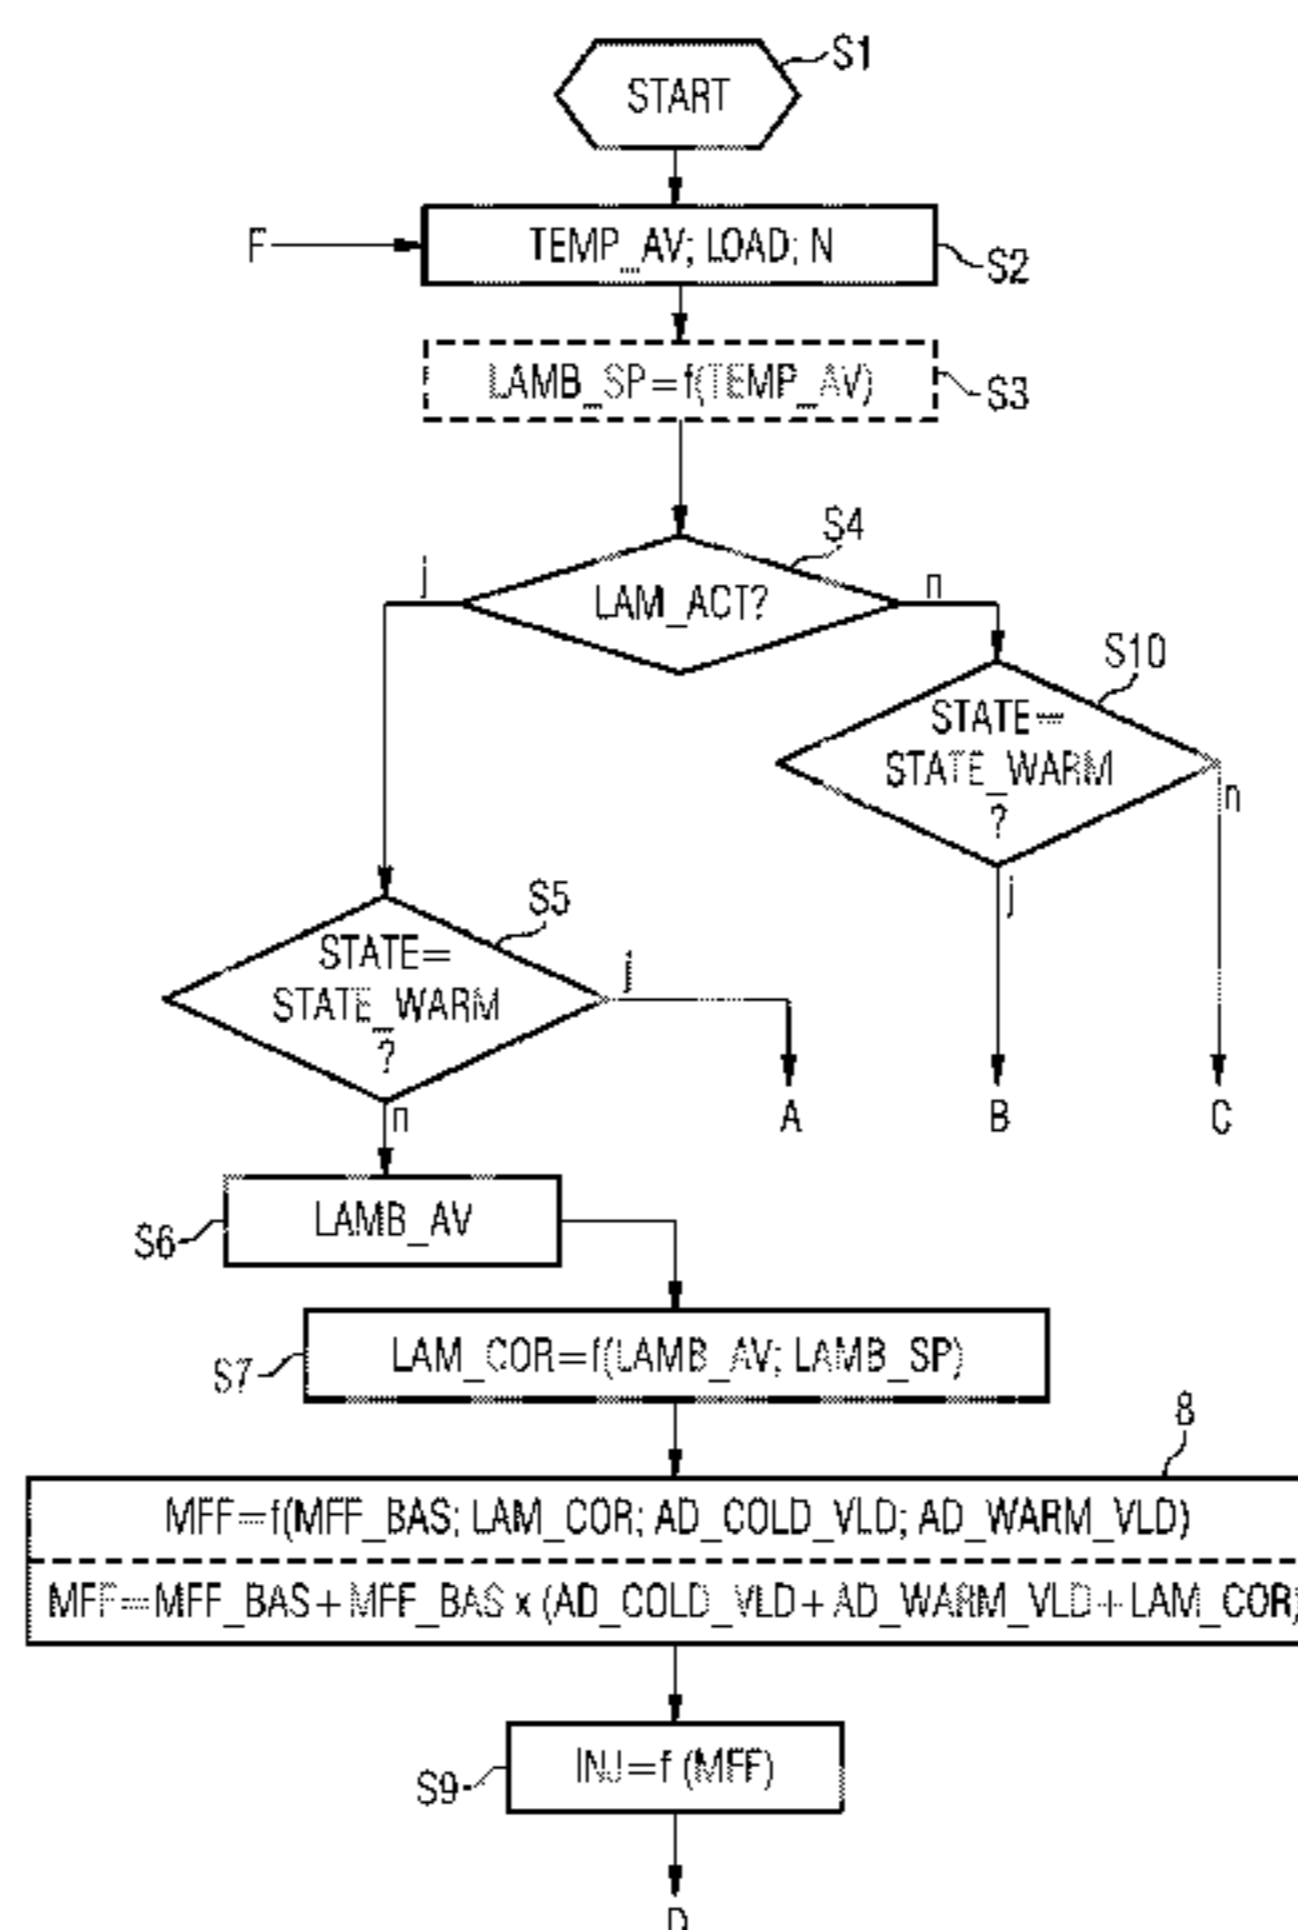 S1
START
F
TEMP_AV; LOAD; N
S2
LAMB_SP=f(TEMP_AV)
S3
S4
j
LAM_ACT?
n
S10
STATE=
STATE_WARM
?
n
j
S5
STATE=
STATE_WARM
?
j
n
A
B
C
S6
LAMB_AV
S7
LAM_COR=f(LAMB_AV; LAMB_SP)
8
MFF=f(MFF_BAS; LAM_COR; AD_COLD_VLD; AD_WARM_VLD)
MFF=MFF_BAS+MFF_BAS x (AD_COLD_VLD+AD_WARM_VLD+LAM_COR)
S9
INJ=f (MFF)
D